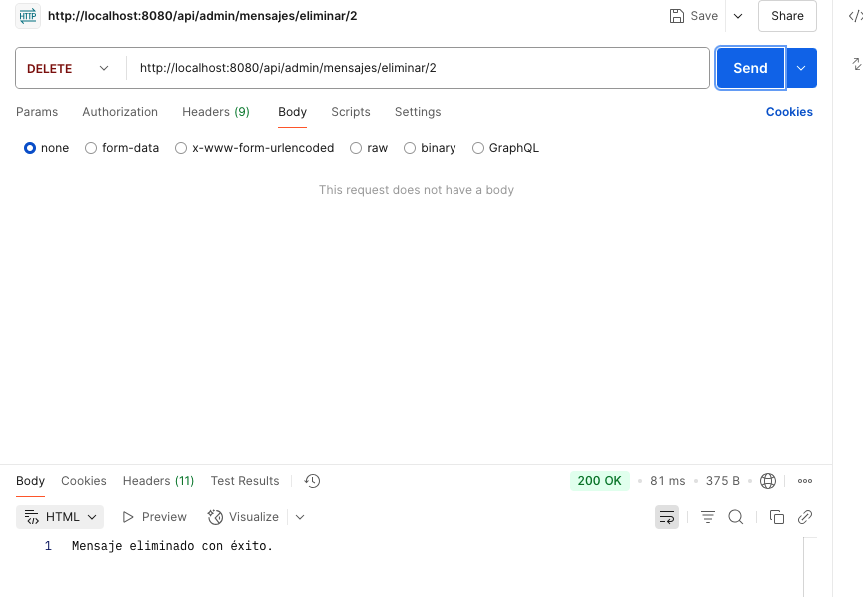 HTTP http://localhost:8080/api/admin/mensajes/eliminar/2 Save Share </>
DELETE http://localhost:8080/api/admin/mensajes/eliminar/2 Send
Params Authorization Headers (9) Body Scripts Settings Cookies
none form-data x-www-form-urlencoded raw binary GraphQL
This request does not have a body
Body Cookies Headers (11) Test Results 200 OK • 81 ms • 375 B •
HTML Preview Visualize
1 Mensaje eliminado con éxito.